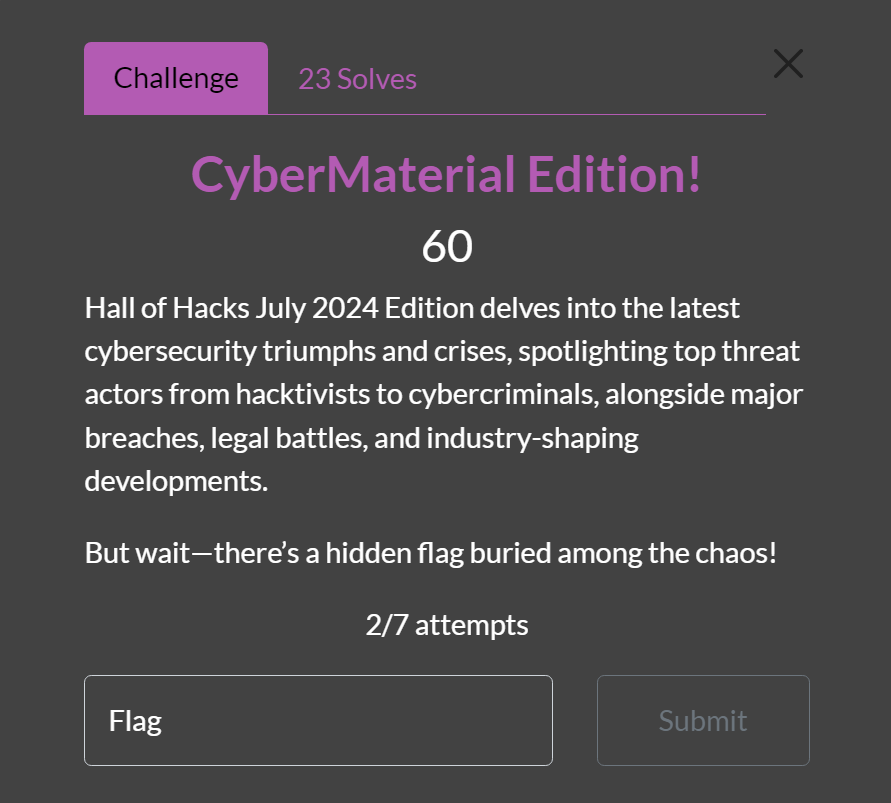 Challenge
23 Solves
CyberMaterial Edition!
60
Hall of Hacks July 2024 Edition delves into the latest
cybersecurity triumphs and crises, spotlighting top threat
actors from hacktivists to cybercriminals, alongside major
breaches, legal battles, and industry-shaping
developments.
But wait—there’s a hidden flag buried among the chaos!
2/7 attempts
Flag
Submit